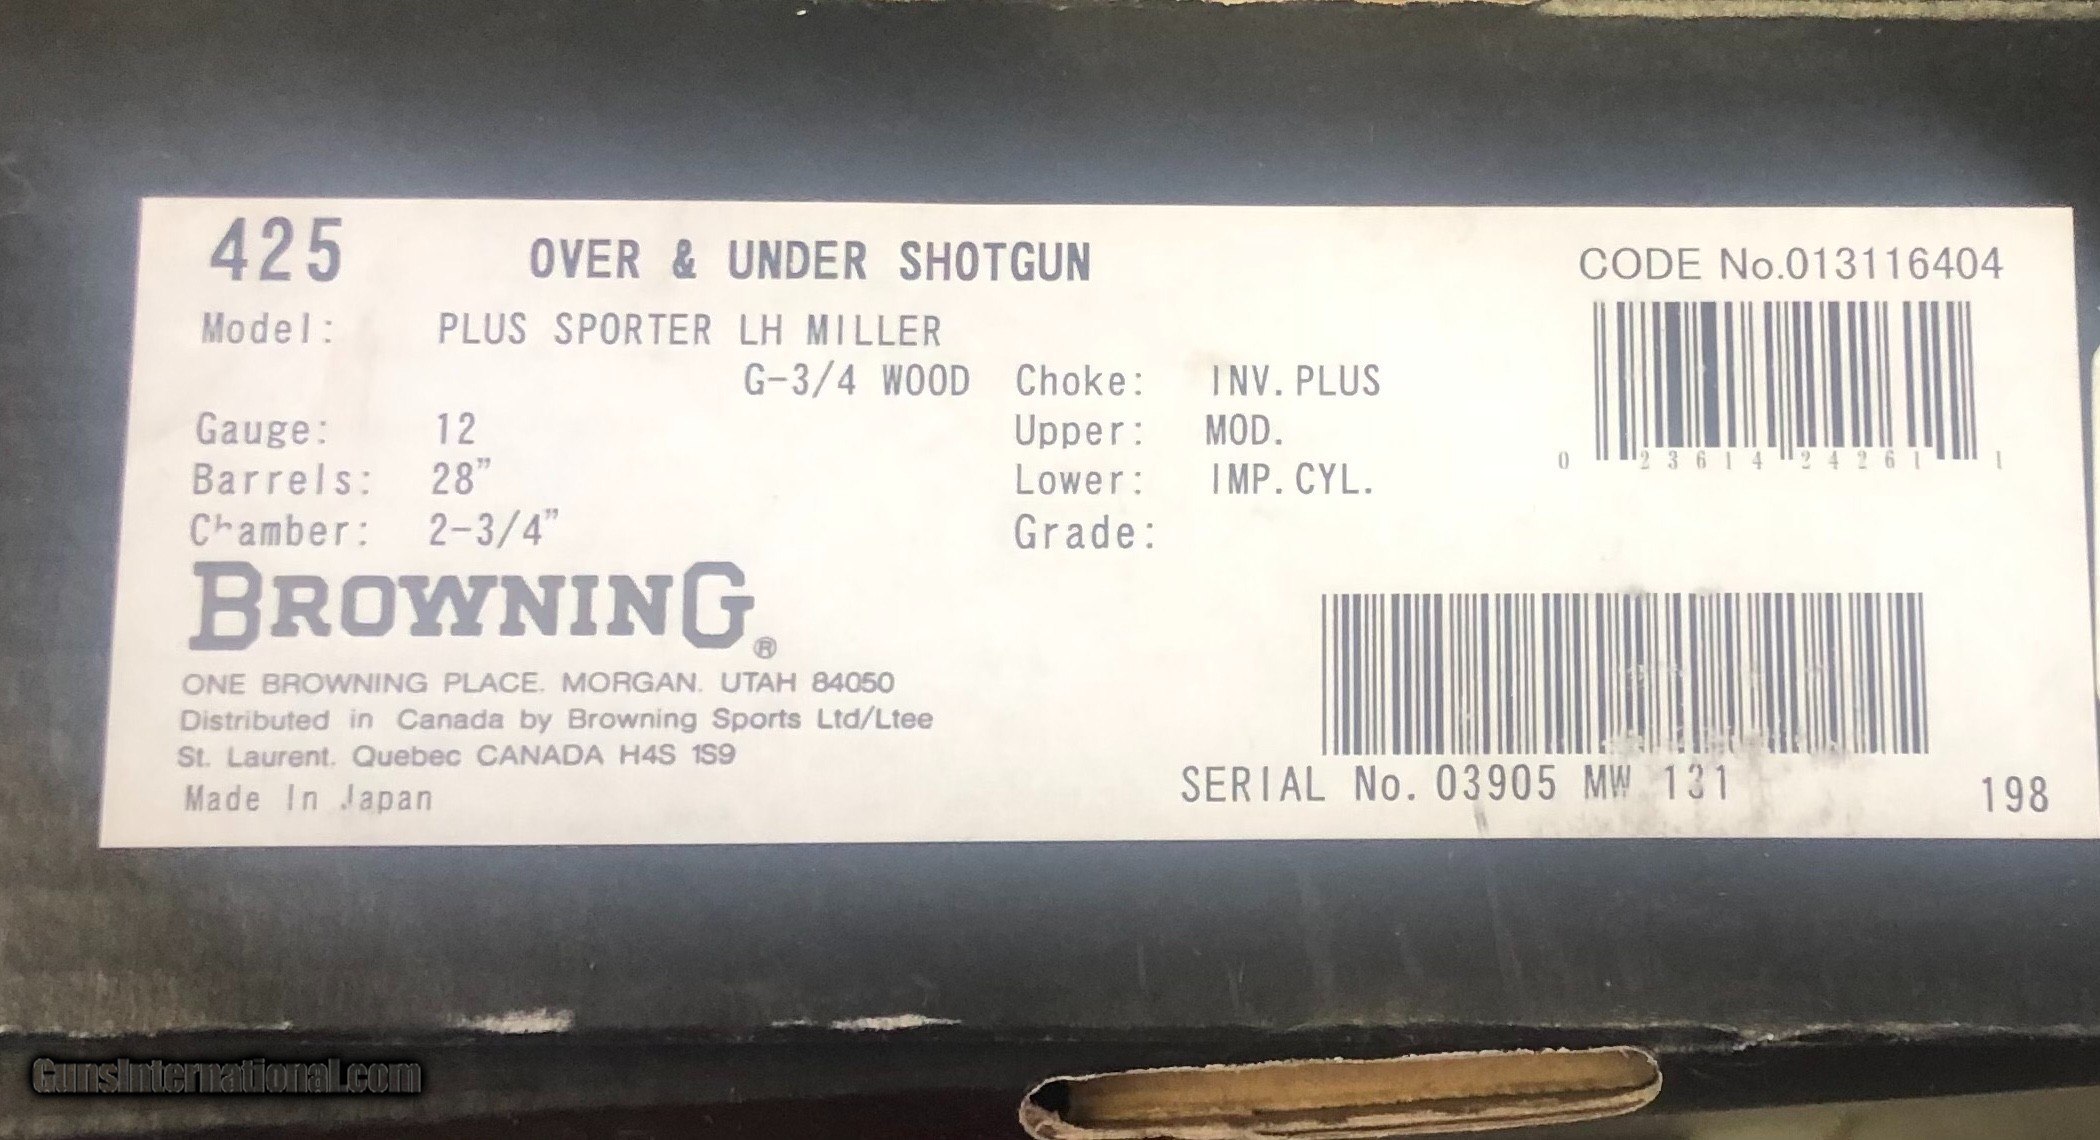 425 OVER & UNDER SHOTGUN
CODE No.013116404
Model: PLUS SPORTER LH MILLER
G-3/4 WOOD Choke: INV.PLUS
Gauge: 12 Upper: MOD.
0 23614 24261 1
Barrels: 28" Lower: IMP.CYL.
Chamber: 2-3/4" Grade:
BROWNING®
ONE BROWNING PLACE. MORGAN. UTAH 84050
Distributed in Canada by Browning Sports Ltd/Ltee
St. Laurent. Quebec CANADA H4S 1S9
Made In Japan
SERIAL No. 03905 MW 131
198
GunsInternational.com